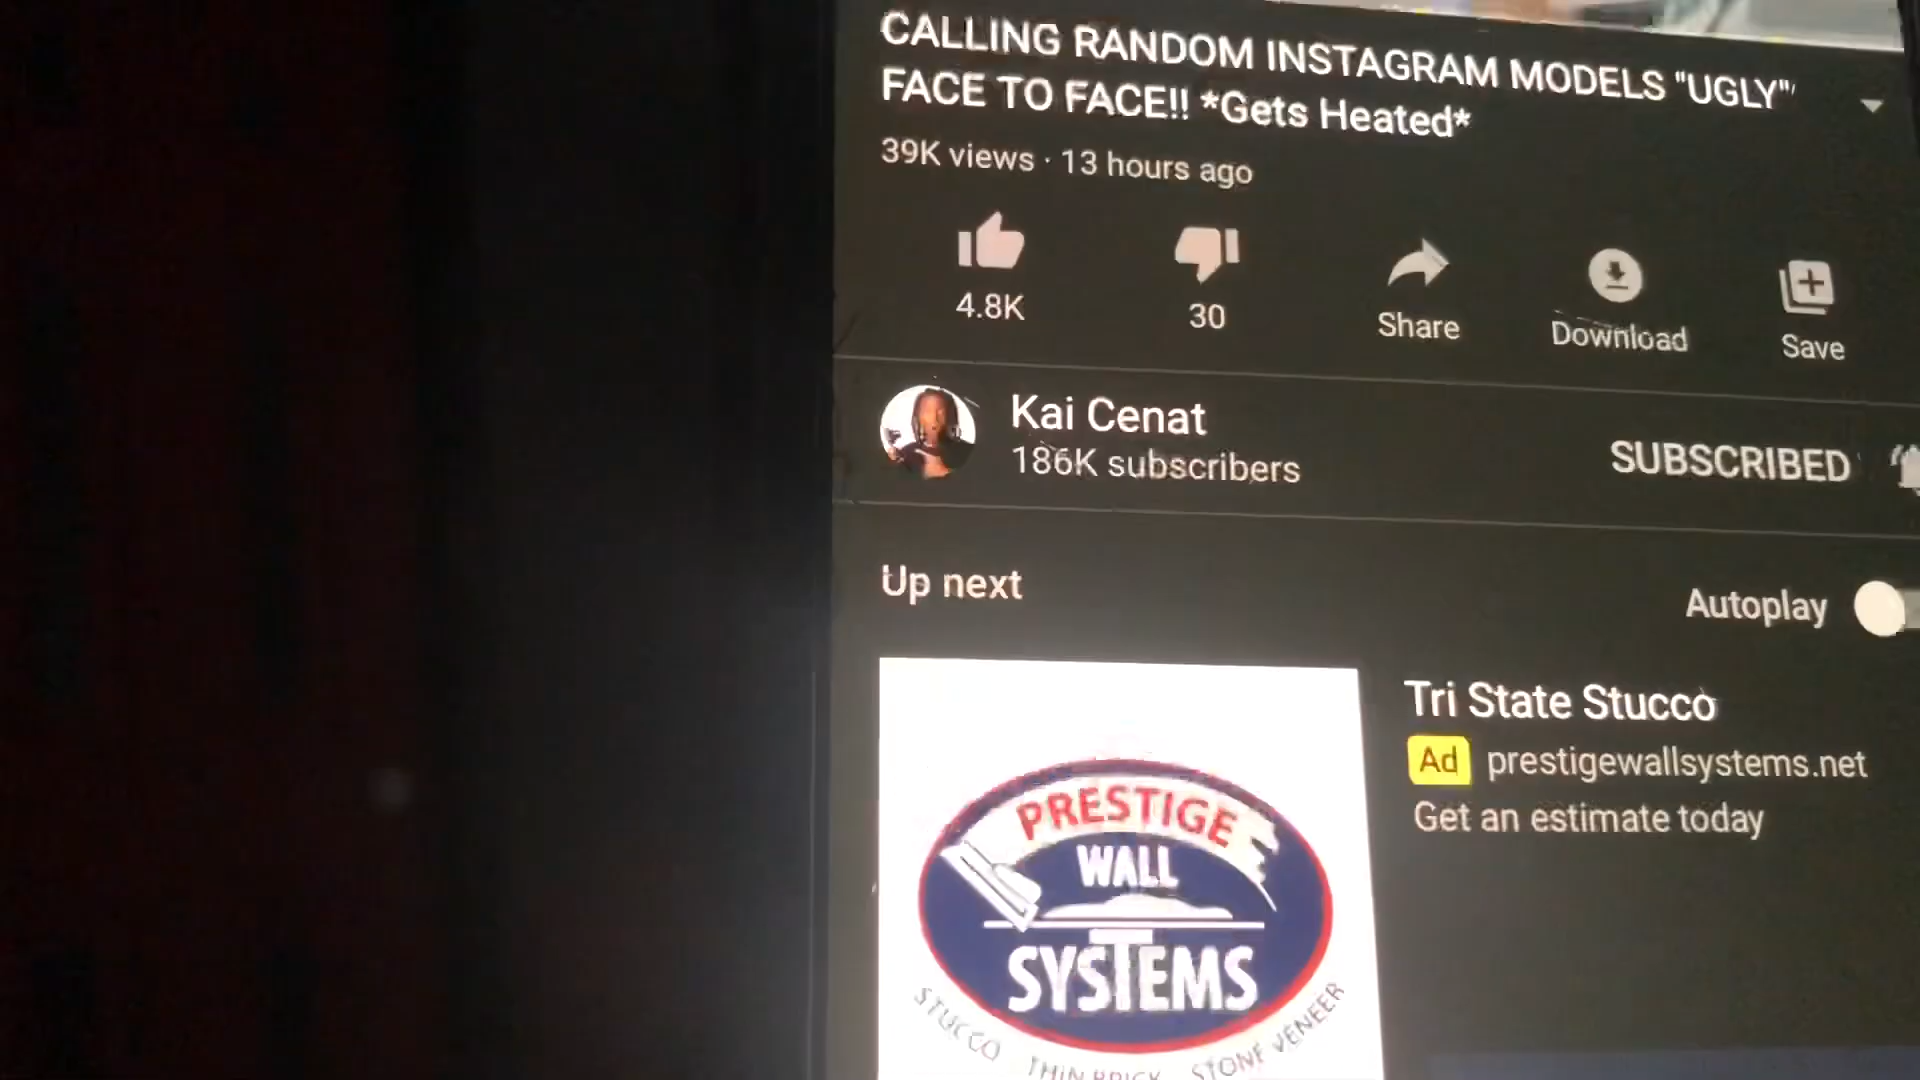 CALLING RANDOM INSTAGRAM MODELS "UGLY"
FACE TO FACE!! *Gets Heated*
39K views · 13 hours ago
4.8K
30
Share
Download
Save
Kai Cenat
186K subscribers
SUBSCRIBED
Up next
Autoplay
Tri State Stucco
Ad prestigewallsystems.net
Get an estimate today
PRESTIGE
WALL
SYSTEMS
STUCCO THIN BRICK STONE VENEER